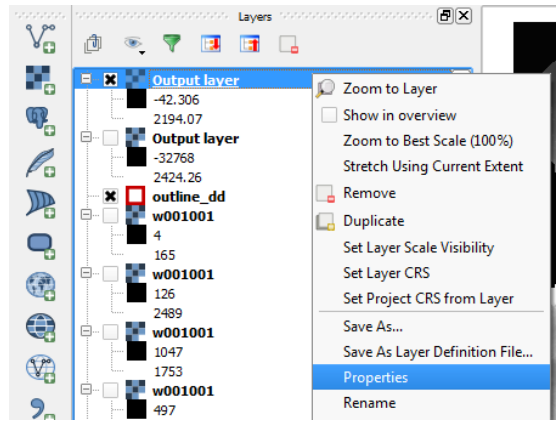 Layers
Output layer
-42.306
2194.07
Output layer
-32768
2424.26
outline_dd
w001001
4
165
w001001
126
2489
w001001
1047
1753
w001001
497
Zoom to Layer
Show in overview
Zoom to Best Scale (100%)
Stretch Using Current Extent
Remove
Duplicate
Set Layer Scale Visibility
Set Layer CRS
Set Project CRS from Layer
Save As...
Save As Layer Definition File...
Properties
Rename